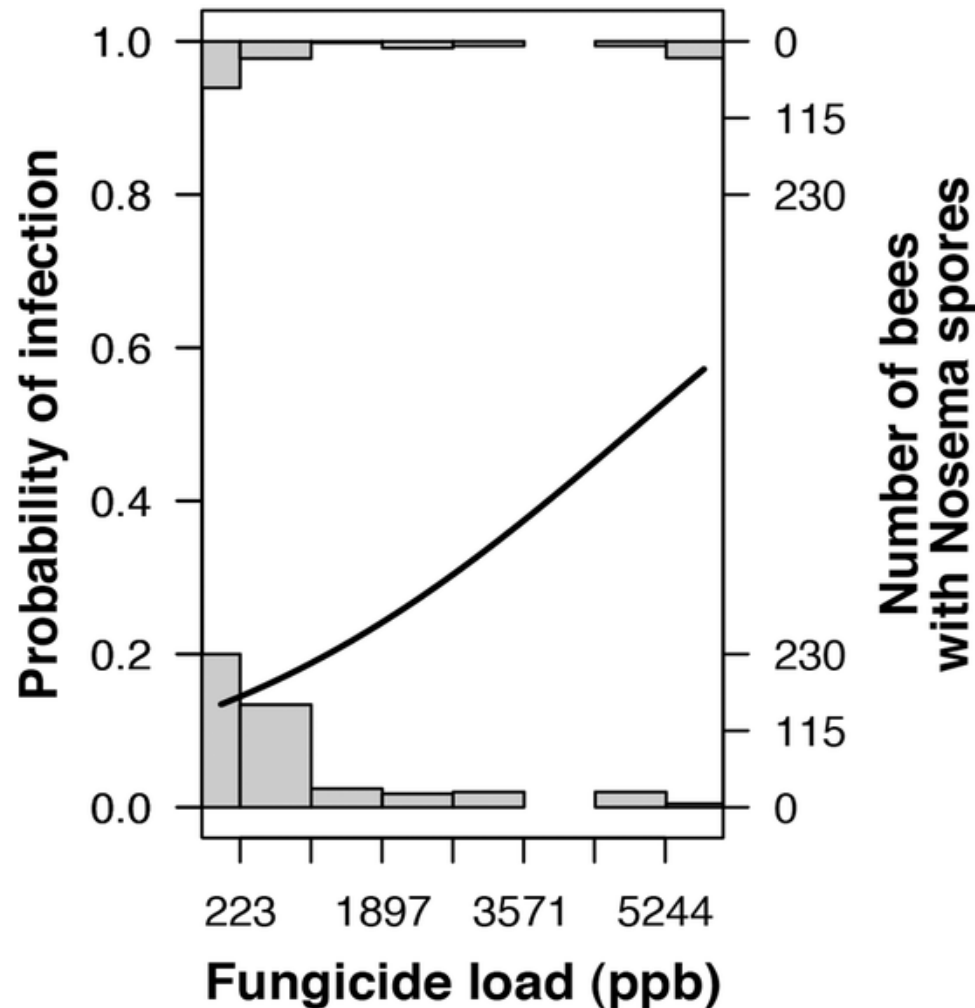 Probability of infection
1.0
0.8
0.6
0.4
0.2
0.0
0
115
230
230
115
0
Number of bees
with Nosema spores
223 1897 3571 5244
Fungicide load (ppb)